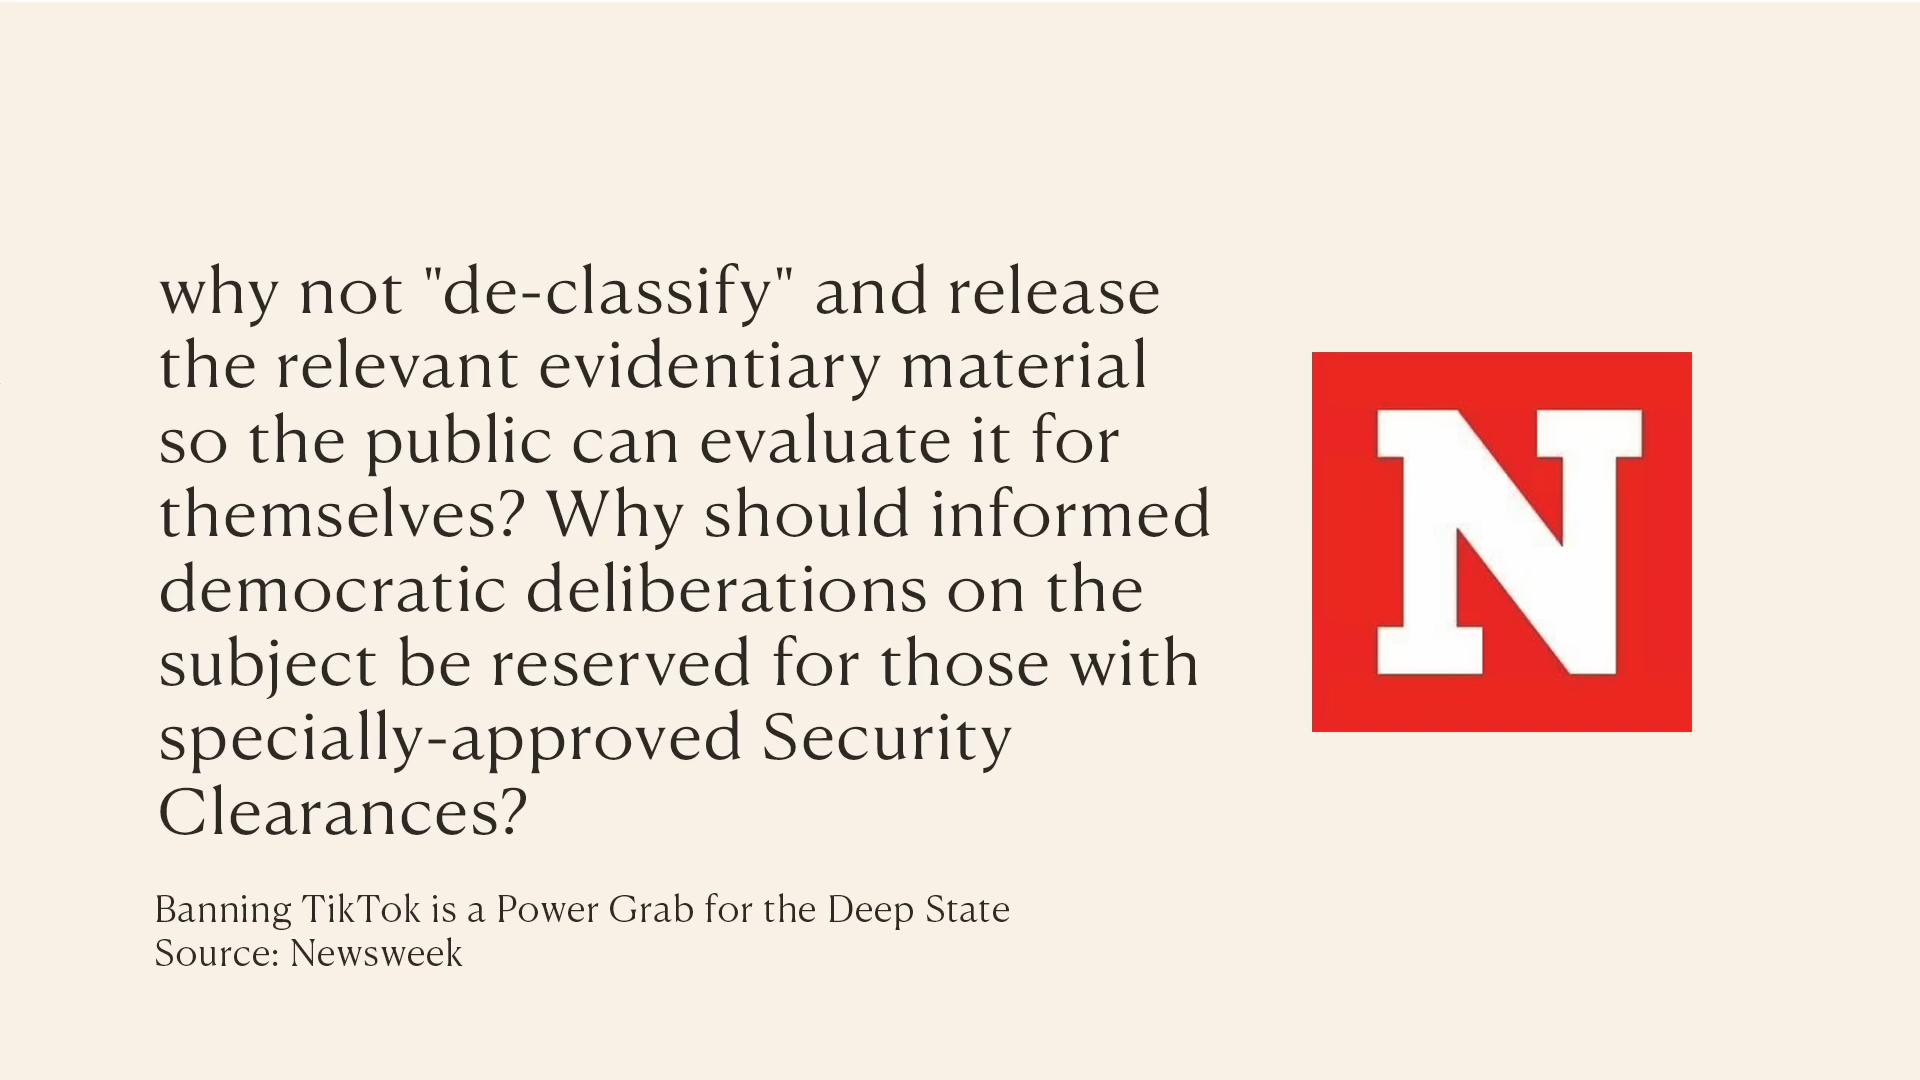 why not "de-classify" and release
the relevant evidentiary material
so the public can evaluate it for
themselves? Why should informed
democratic deliberations on the
subject be reserved for those with
specially-approved Security
Clearances?
Banning TikTok is a Power Grab for the Deep State
Source: Newsweek
N